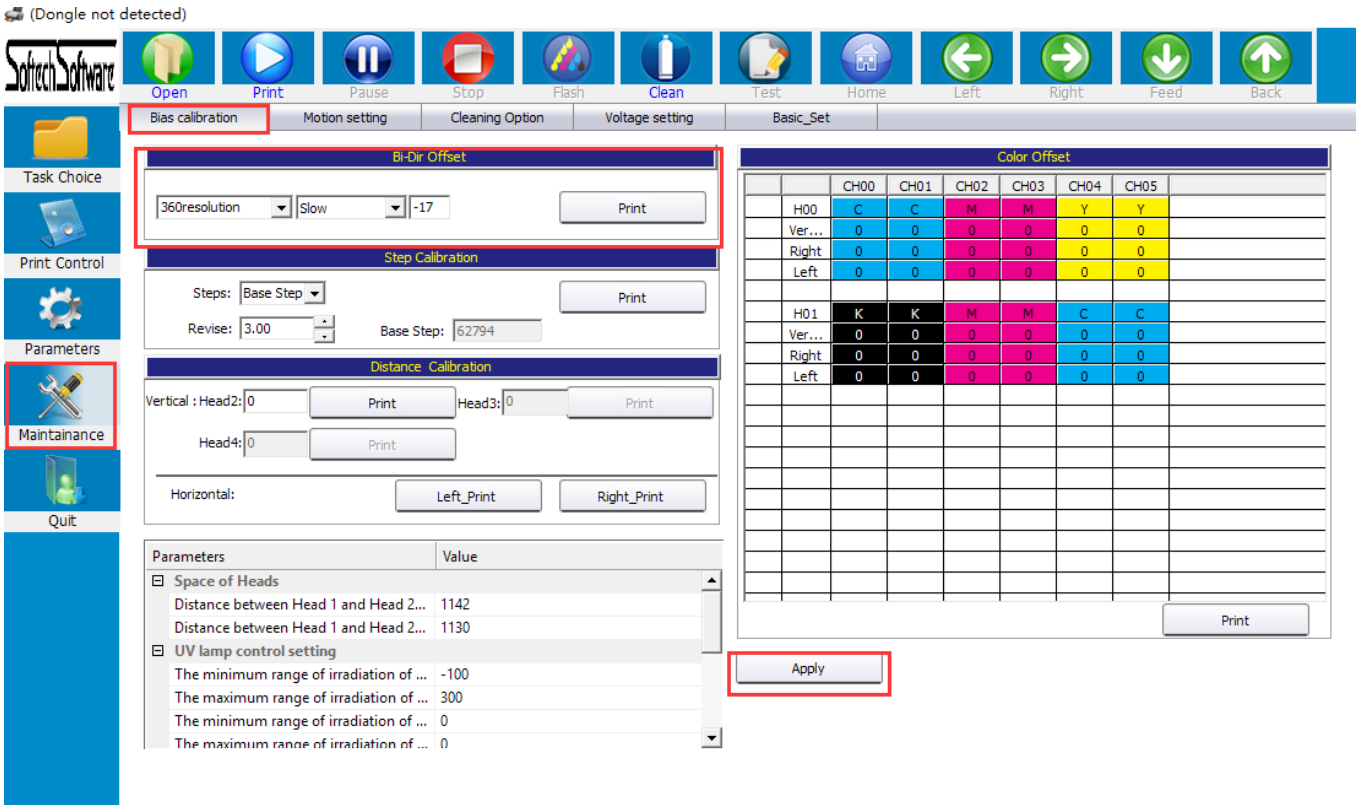 (Dongle not detected)
Softech Software
Open Print Pause Stop Flash Clean Test Home Left Right Feed Back
Bias calibration Motion setting Cleaning Option Voltage setting Basic_Set
Task Choice
Print Control
Parameters
Maintainance
Quit
Bi-Dir Offset
360resolution Slow -17 Print
Step Calibration
Steps: Base Step Print
Revise: 3.00 Base Step: 62794
Distance Calibration
Vertical : Head2: 0 Print Head3: 0 Print
Head4: 0 Print
Horizontal: Left_Print Right_Print
Parameters Value
Space of Heads
Distance between Head 1 and Head 2... 1142
Distance between Head 1 and Head 2... 1130
UV lamp control setting
The minimum range of irradiation of ... -100
The maximum range of irradiation of ... 300
The minimum range of irradiation of ... 0
The maximum range of irradiation of ... 0
Color Offset
CH00 CH01 CH02 CH03 CH04 CH05
H00 C C M M Y Y
Ver... 0 0 0 0 0 0
Right 0 0 0 0 0 0
Left 0 0 0 0 0 0
H01 K K M M C C
Ver... 0 0 0 0 0 0
Right 0 0 0 0 0 0
Left 0 0 0 0 0 0
Print
Apply